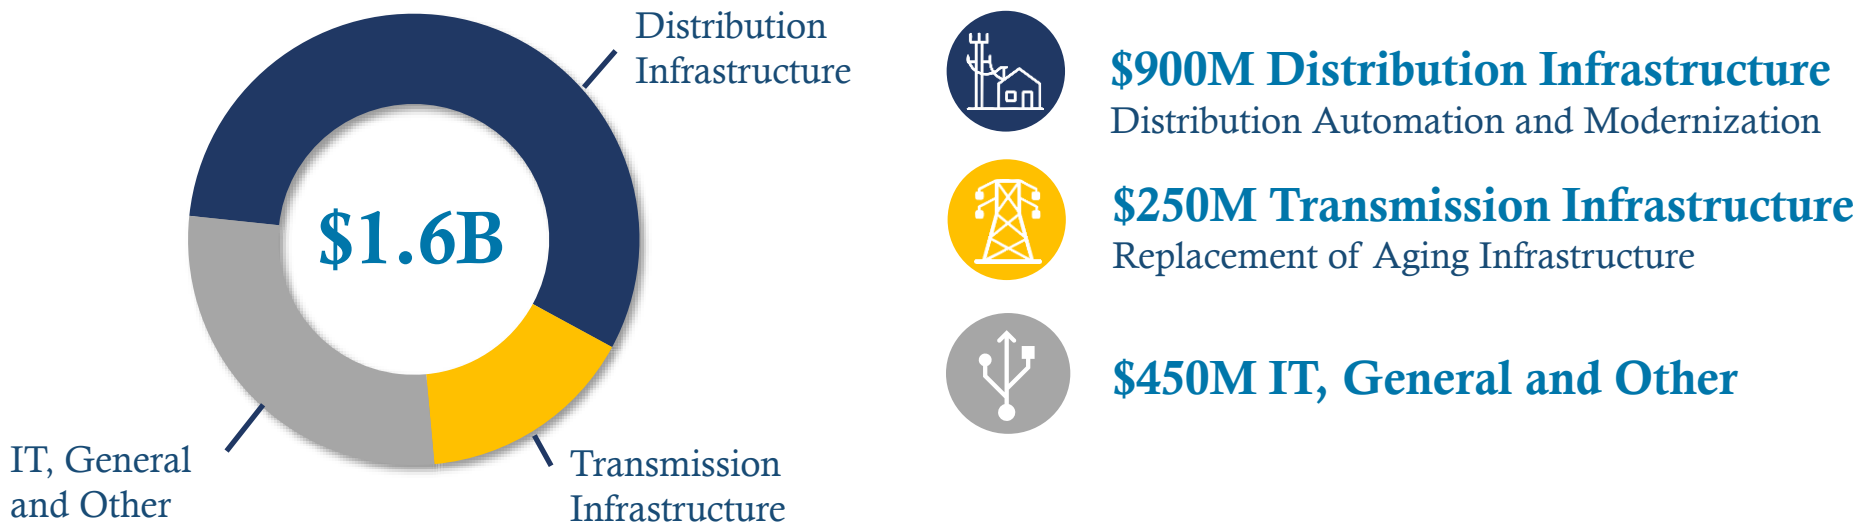 Distribution
Infrastructure
$1.6B
IT, General
and Other
Transmission
Infrastructure
$900M Distribution Infrastructure
Distribution Automation and Modernization
$250M Transmission Infrastructure
Replacement of Aging Infrastructure
$450M IT, General and Other